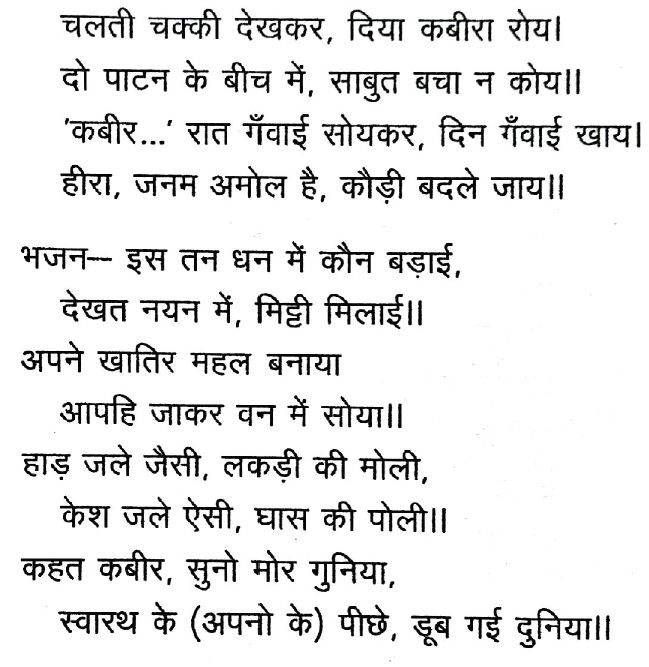 चलती चक्की देखकर, दिया कबीरा रोय।
दो पाटन के बीच में, साबुत बचा न कोय॥
'कबीर...' रात गँवाई सोयकर, दिन गँवाई खाय।
हीरा, जनम अमोल है, कौड़ी बदले जाय॥
भजन— इस तन धन में कौन बड़ाई,
देखत नयन में, मिट्टी मिलाई॥
अपने खातिर महल बनाया
आपहि जाकर वन में सोया॥
हाड़ जले जैसी, लकड़ी की मोली,
केश जले ऐसी, घास की पोली॥
कहत कबीर, सुनो मोर गुनिया,
स्वारथ के (अपनो के) पीछे, डूब गई दुनिया॥